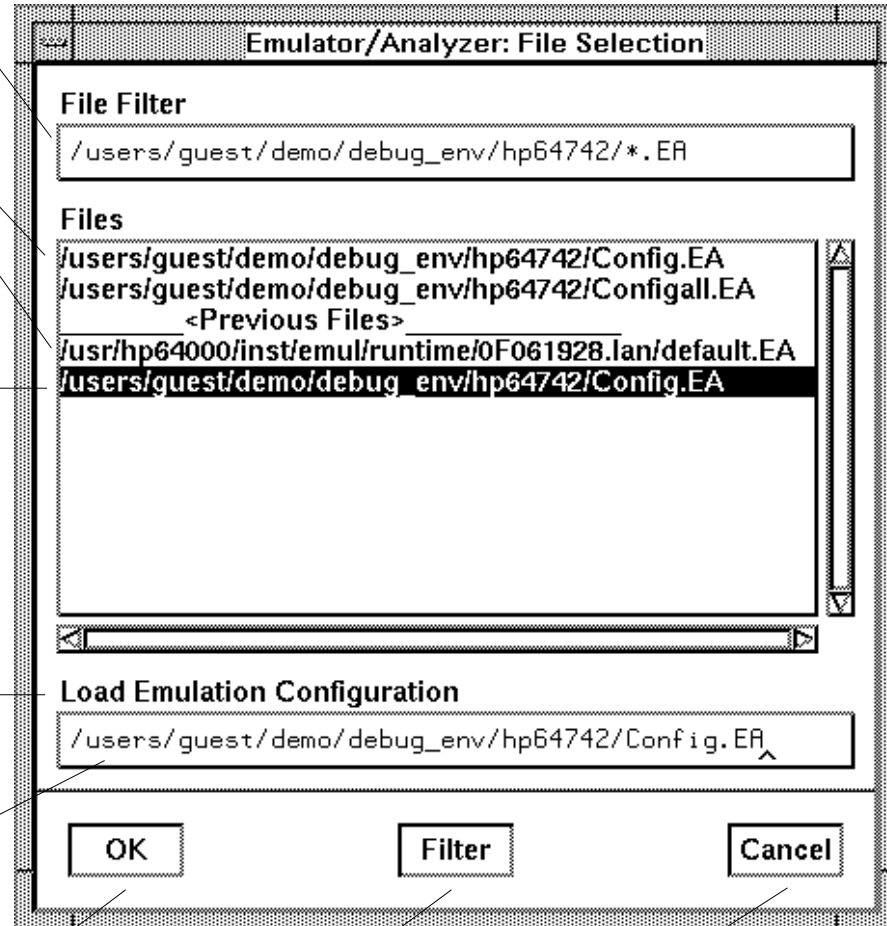 Emulator/Analyzer: File Selection
File Filter
/users/guest/demo/debug_env/hp64742/*.EA
Files
/users/guest/demo/debug_env/hp64742/Config.EA
/users/guest/demo/debug_env/hp64742/Configall.EA
________<Previous Files>______________
/usr/hp64000/inst/emul/runtime/0F061928.lan/default.EA
/users/guest/demo/debug_env/hp64742/Config.EA
Load Emulation Configuration
/users/guest/demo/debug_env/hp64742/Config.EA
OK Filter Cancel